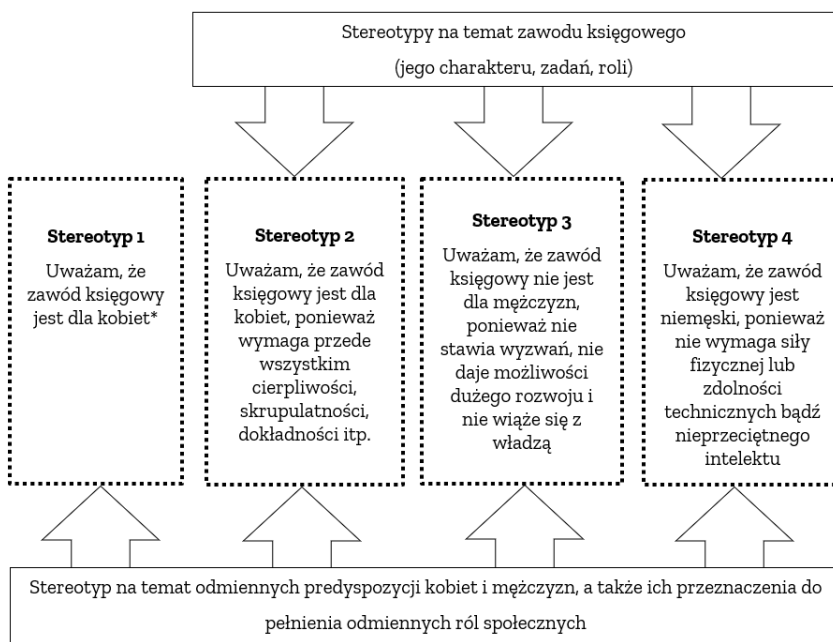 Stereotypy na temat zawodu księgowego
(jego charakteru, zadań, roli)
Stereotyp 1
Uważam, że
zawód księgowy
jest dla kobiet*
Stereotyp 2
Uważam, że zawód
księgowy jest dla
kobiet, ponieważ
wymaga przede
wszystkim
cierpliwości,
skrupulatności,
dokładności itp.
Stereotyp 3
Uważam, że zawód
księgowy nie jest
dla mężczyzn,
ponieważ nie
stawia wyzwań, nie
daje możliwości
dużego rozwoju i
nie wiąże się z
władzą
Stereotyp 4
Uważam, że zawód
księgowy jest
niemęski, ponieważ
nie wymaga siły
fizycznej lub
zdolności
technicznych bądź
nieprzeciętnego
intelektu
Stereotyp na temat odmiennych predyspozycji kobiet i mężczyzn, a także ich przeznaczenia do
pełnienia odmiennych ról społecznych